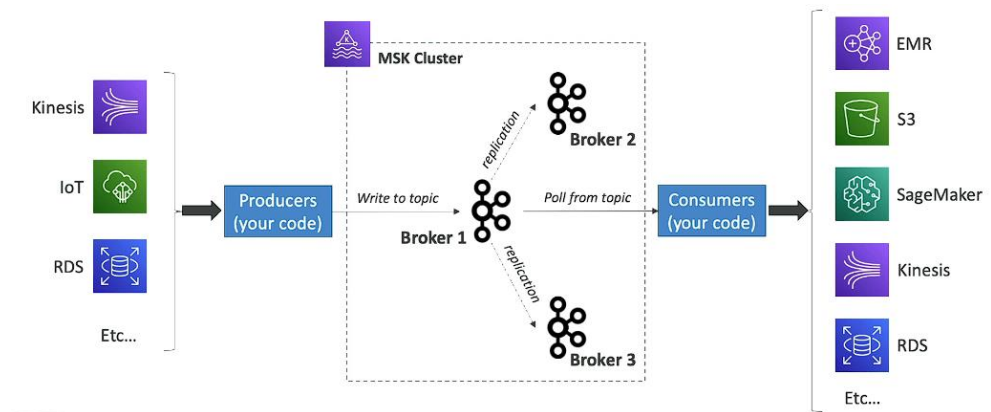 Kinesis
IoT
RDS
Etc...
Producers
(your code)
Write to topic
K
MSK Cluster
replication
Broker 2
Broker 1
replication
Broker 3
Poll from topic
Consumers
(your code)
EMR
S3
SageMaker
Kinesis
RDS
Etc...